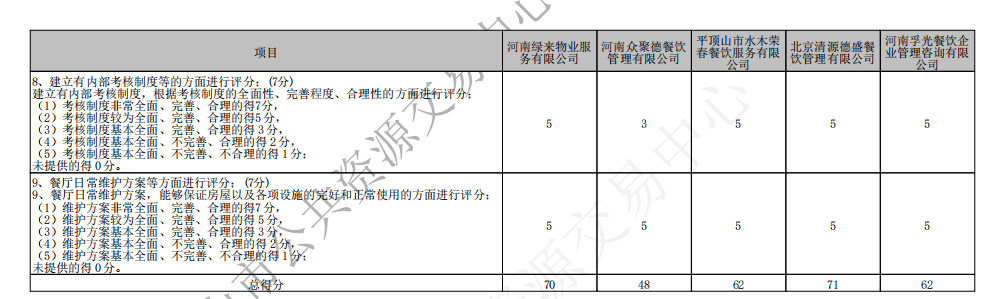 项目
河南绿来物业服
务有限公司
河南众聚德餐饮
管理有限公司
平顶山市水木荣
春餐饮服务有限
公司
北京清源德盛餐
饮管理有限公司
河南孚光餐饮企
业管理咨询有限
公司
8、建立有内部考核制度等的方面进行评分；(7分)
建立有内部考核制度，根据考核制度的全面性、完善程度、合理性的方面进行评分；
（1）考核制度非常全面、完善、合理的得7分，
（2）考核制度较为全面、完善、合理的得5分，
（3）考核制度基本全面、完善、合理的得３分，
（4）考核制度基本全面、不完善、合理的得２分，
（5）考核制度基本全面、不完善、不合理的得１分；
未提供的得０分。
5
3
5
5
5
9、餐厅日常维护方案等方面进行评分；(7分)
9、餐厅日常维护方案，能够保证房屋以及各项设施的完好和正常使用的方面进行评分；
（1）维护方案非常全面、完善、合理的得7分，
（2）维护方案较为全面、完善、合理的得５分，
（3）维护方案基本全面、完善、合理的得３分，
（4）维护方案基本全面、不完善、合理的得２分，
（5）维护方案基本全面、不完善、不合理的得１分；
未提供的得０分。
5
5
5
5
5
总得分
70
48
62
71
62
山市公共资源交易中心
源交易中心